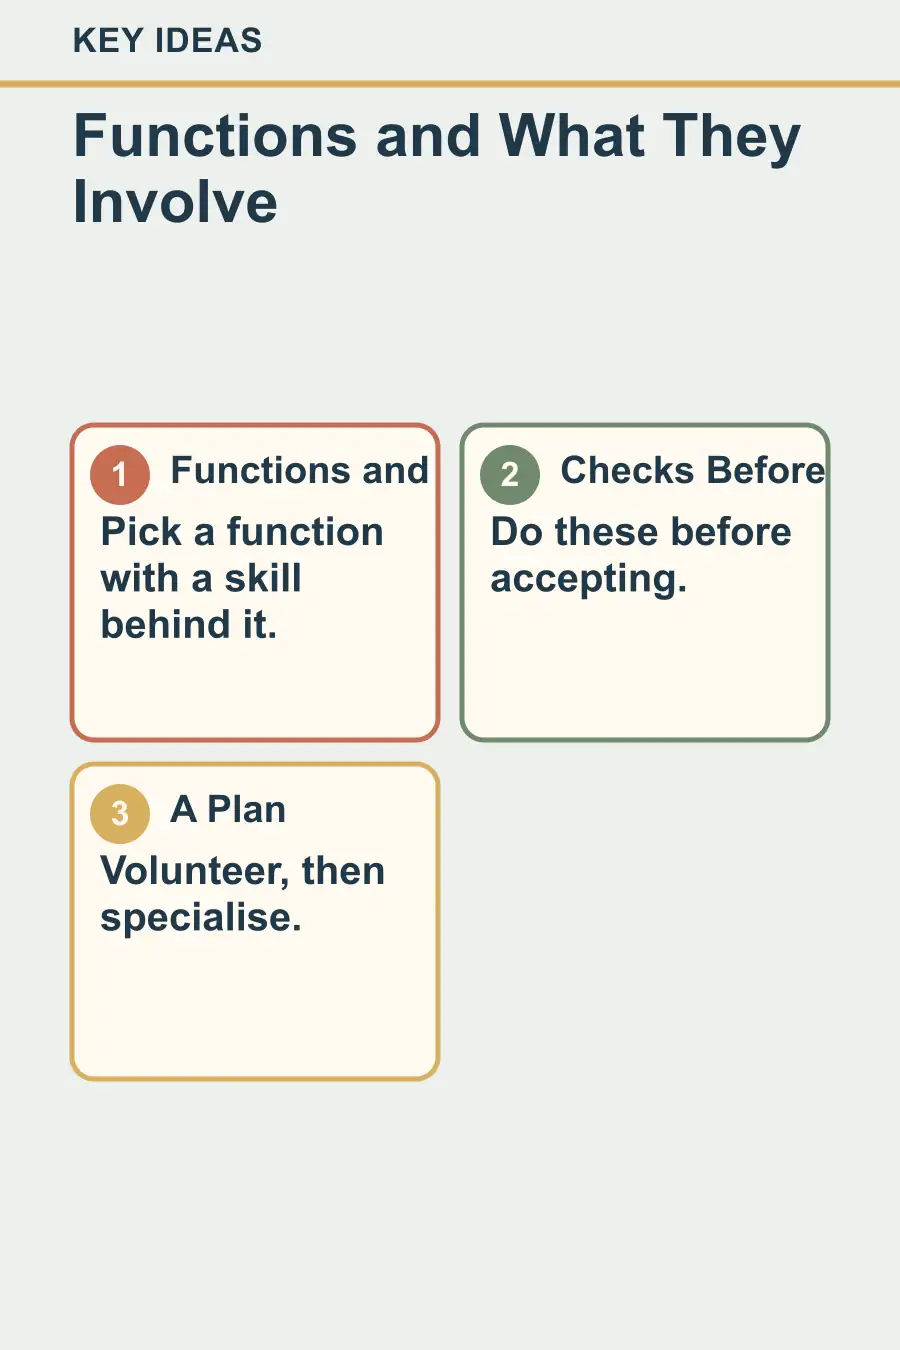 KEY IDEAS
Functions and What They
Involve
1
Functions and
Pick a function
with a skill
behind it.
2
Checks Before
Do these before
accepting.
3
A Plan
Volunteer, then
specialise.